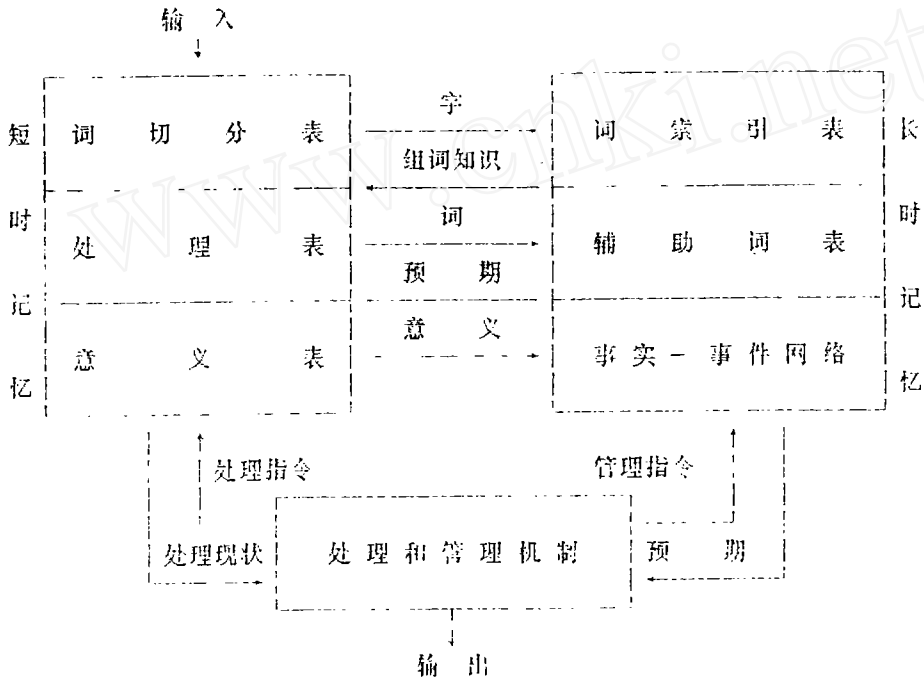 输 入
字
短 词 切 分 表 词 索 引 表 长
组词知识
时 词 时
处 理 表 辅 助 词 表
预 期
记 意 义 记
意 义 表 事 实 — 事 件 网 络
忆 忆
处理指令 管理指令
处理现状 处 理 和 管 理 机 制 预 期
输 出
www.cnki.net